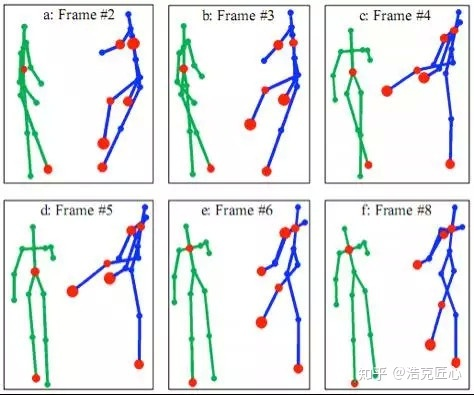 a: Frame #2
b: Frame #3
c: Frame #4
d: Frame #5
e: Frame #6
f: Frame #8
知乎 @浩克匠心